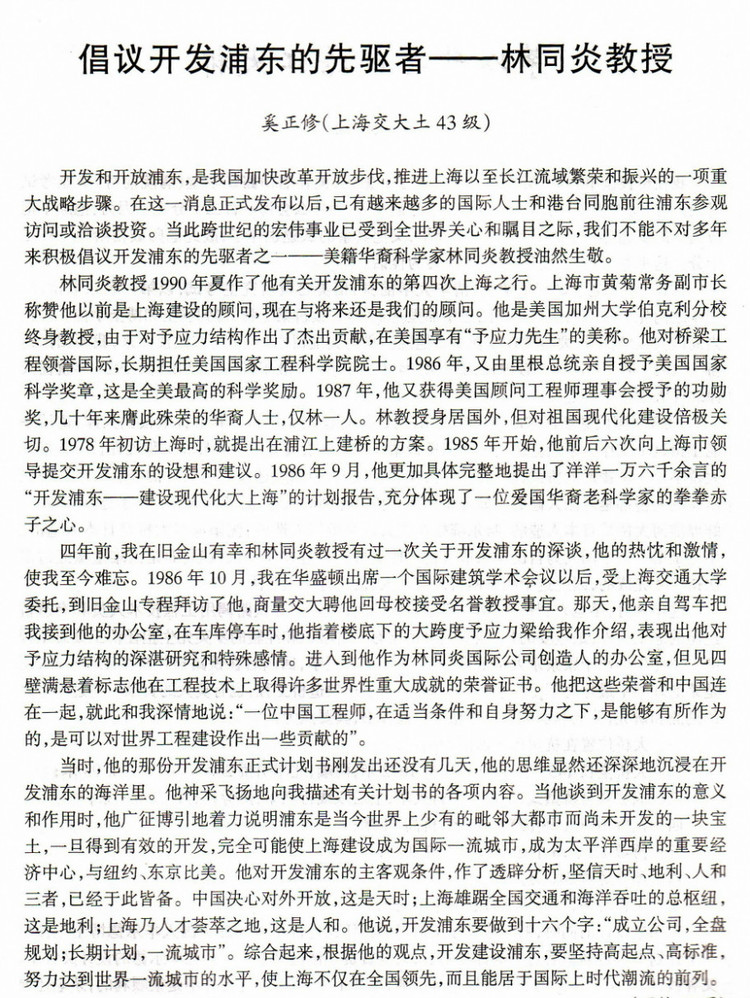 倡议开发浦东的先驱者——林同炎教授
奚正修(上海交大土43级)
开发和开放浦东,是我国加快改革开放步伐,推进上海以至长江流域繁荣和振兴的一项重
大战略步骤。在这一消息正式发布以后,已有越来越多的国际人士和港台同胞前往浦东参观
访问或洽谈投资。当此跨世纪的宏伟事业已受到全世界关心和瞩目之际,我们不能不对多年
来积极倡议开发浦东的先驱者之一——美籍华裔科学家林同炎教授油然生敬。
林同炎教授1990年夏作了他有关开发浦东的第四次上海之行。上海市黄菊常务副市长
称赞他以前是上海建设的顾问,现在与将来还是我们的顾问。他是美国加州大学伯克利分校
终身教授,由于对予应力结构作出了杰出贡献,在美国享有“予应力先生”的美称。他对桥梁工
程领誉国际,长期担任美国国家工程科学院院士。1986年,又由里根总统亲自授予美国国家
科学奖章,这是全美最高的科学奖励。1987年,他又获得美国顾问工程师理事会授予的功勋
奖,几十年来膺此殊荣的华裔人士,仅林一人。林教授身居国外,但对祖国现代化建设倍极关
切。1978年初访上海时,就提出在浦江上建桥的方案。1985年开始,他前后六次向上海市领
导提交开发浦东的设想和建议。1986年9月,他更加具体完整地提出了洋洋一万六千余言的
“开发浦东——建设现代化大上海”的计划报告,充分体现了一位爱国华裔老科学家的拳拳赤
子之心。
四年前,我在旧金山有幸和林同炎教授有过一次关于开发浦东的深谈,他的热忱和激情,
使我至今难忘。1986年10月,我在华盛顿出席一个国际建筑学术会议以后,受上海交通大学
委托,到旧金山专程拜访了他,商量交大聘他回母校接受名誉教授事宜。那天,他亲自驾车把
我接到他的办公室,在车库停车时,他指着楼底下的大跨度予应力梁给我作介绍,表现出他对
予应力结构的深湛研究和特殊感情。进入到他作为林同炎国际公司创造人的办公室,但见四
壁满悬着标志他在工程技术上取得许多世界性重大成就的荣誉证书。他把这些荣誉和中国连
在一起,就此和我深情地说:“一位中国工程师,在适当条件和自身努力之下,是能够有所作为
的,是可以对世界工程建设作出一些贡献的”。
当时,他的那份开发浦东正式计划书刚发出还没有几天,他的思维显然还深深地沉浸在开
发浦东的海洋里。他神采飞扬地向我描述有关计划书的各项内容。当他谈到开发浦东的意义
和作用时,他广征博引地着力说明浦东是当今世界上少有的毗邻大都市而尚未开发的一块宝
土,一旦得到有效的开发,完全可能使上海建设成为国际一流城市,成为太平洋西岸的重要经
济中心,与纽约、东京比美。他对开发浦东的主客观条件,作了透辟分析,坚信天时、地利、人和
三者,已经于此皆备。中国决心对外开放,这是天时;上海雄踞全国交通和海洋吞吐的总枢纽,
这是地利;上海乃人才荟萃之地,这是人和。他说,开发浦东要做到十六个字:“成立公司,全盘
规划;长期计划,一流城市”。综合起来,根据他的观点,开发建设浦东,要坚持高起点、高标准,
努力达到世界一流城市的水平,使上海不仅在全国领先,而且能居于国际上时代潮流的前列。